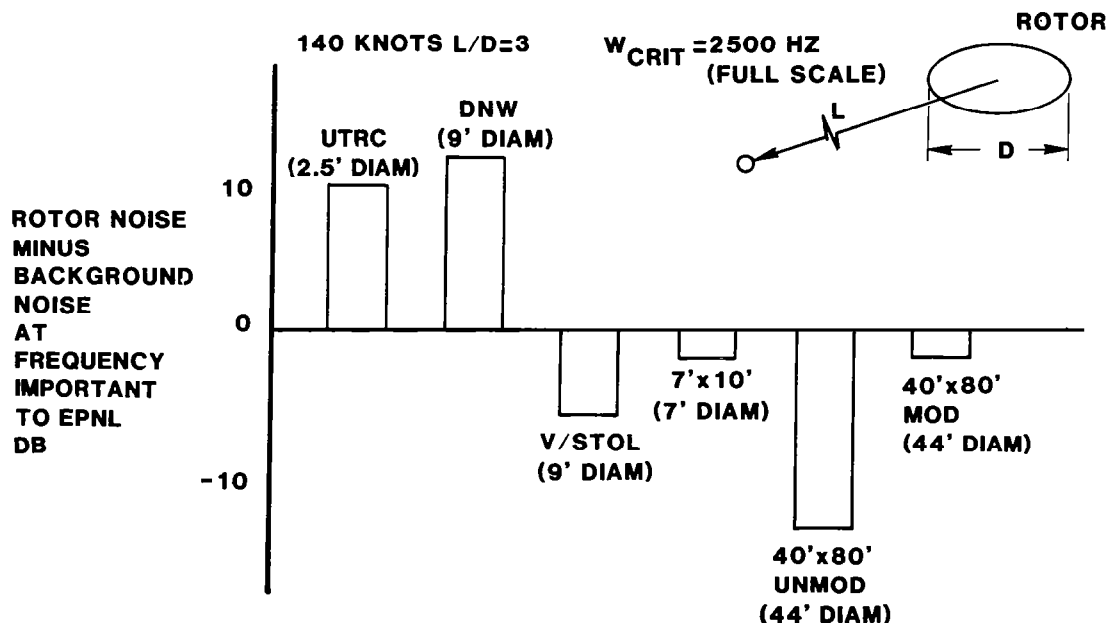 140 KNOTS L/D=3
WCRIT =2500 HZ
(FULL SCALE)
ROTOR
L
D
UTRC
(2.5' DIAM)
DNW
(9' DIAM)
10
0
-10
ROTOR NOISE
MINUS
BACKGROUND
NOISE
AT
FREQUENCY
IMPORTANT
TO EPNL
DB
V/STOL
(9' DIAM)
7'x10'
(7' DIAM)
40'x80'
UNMOD
(44' DIAM)
40'x80'
MOD
(44' DIAM)